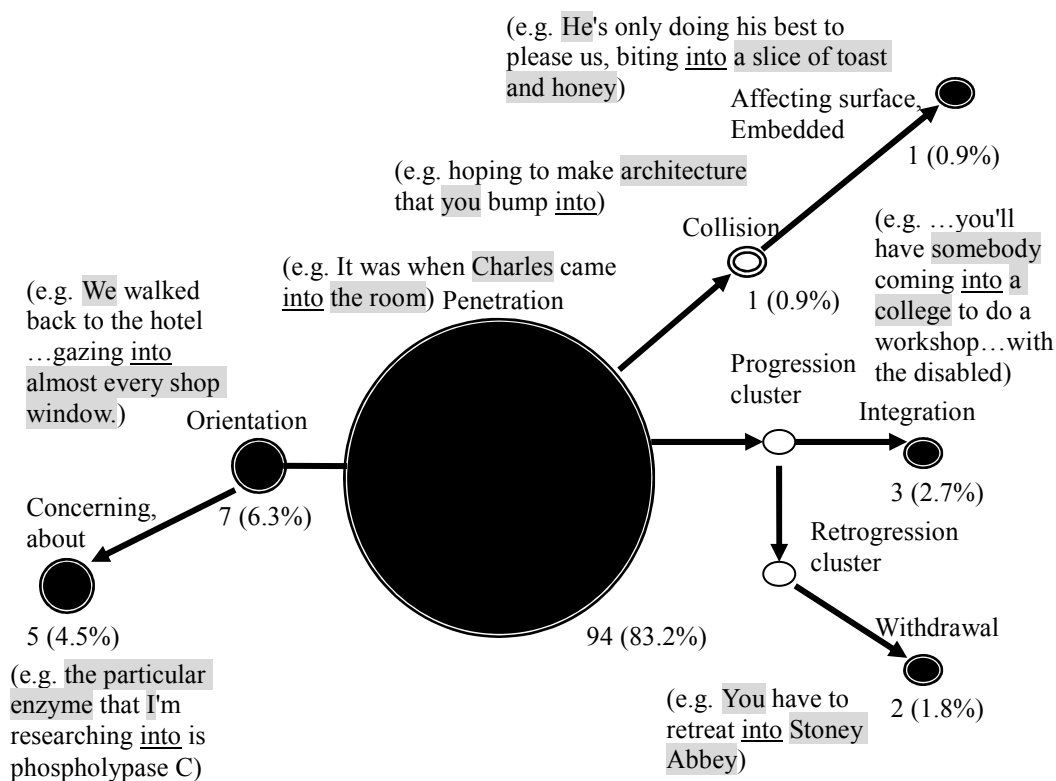 (e.g. He's only doing his best to
please us, biting into a slice of toast
and honey)
Affecting surface,
Embedded
1 (0.9%)
(e.g. hoping to make architecture
that you bump into)
Collision
1 (0.9%)
(e.g. …you'll
have somebody
coming into a
college to do a
workshop…with
the disabled)
(e.g. It was when Charles came
into the room)
Penetration
94 (83.2%)
(e.g. We walked
back to the hotel
…gazing into
almost every shop
window.)
Orientation
7 (6.3%)
Progression
cluster
Integration
3 (2.7%)
Concerning,
about
5 (4.5%)
(e.g. the particular
enzyme that I'm
researching into is
phospholypase C)
Retrogression
cluster
Withdrawal
2 (1.8%)
(e.g. You have to
retreat into Stoney
Abbey)